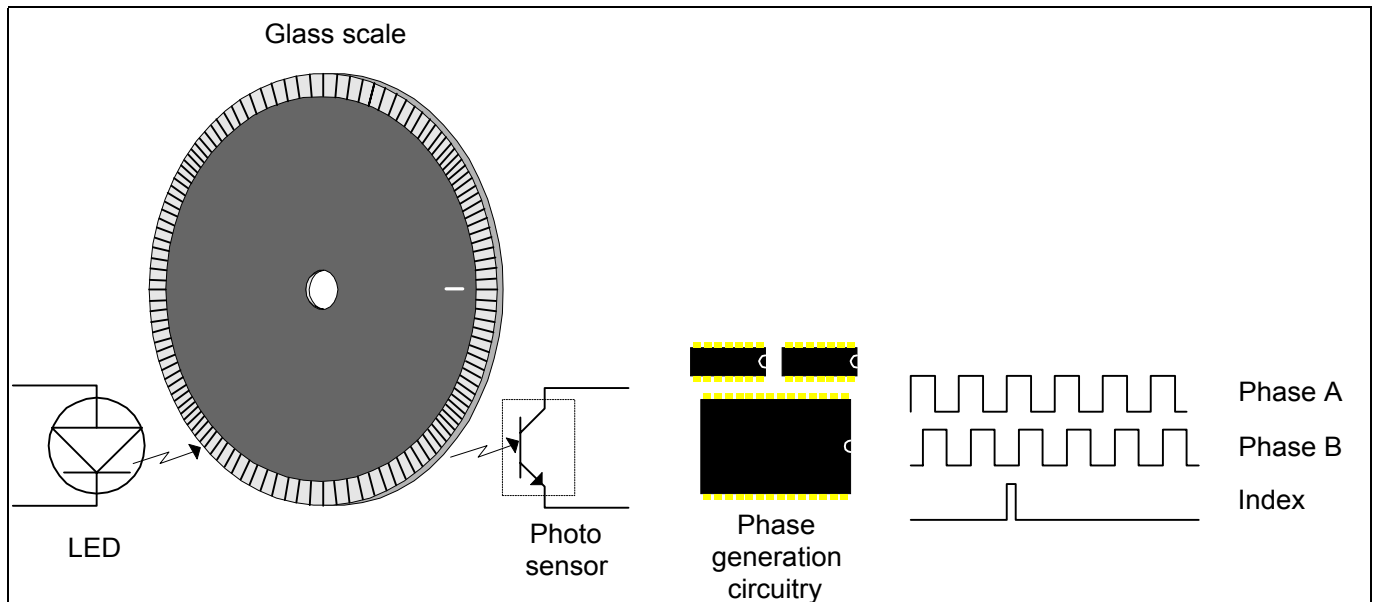 Glass scale
LED
Photo
sensor
Phase
generation
circuitry
Phase A
Phase B
Index